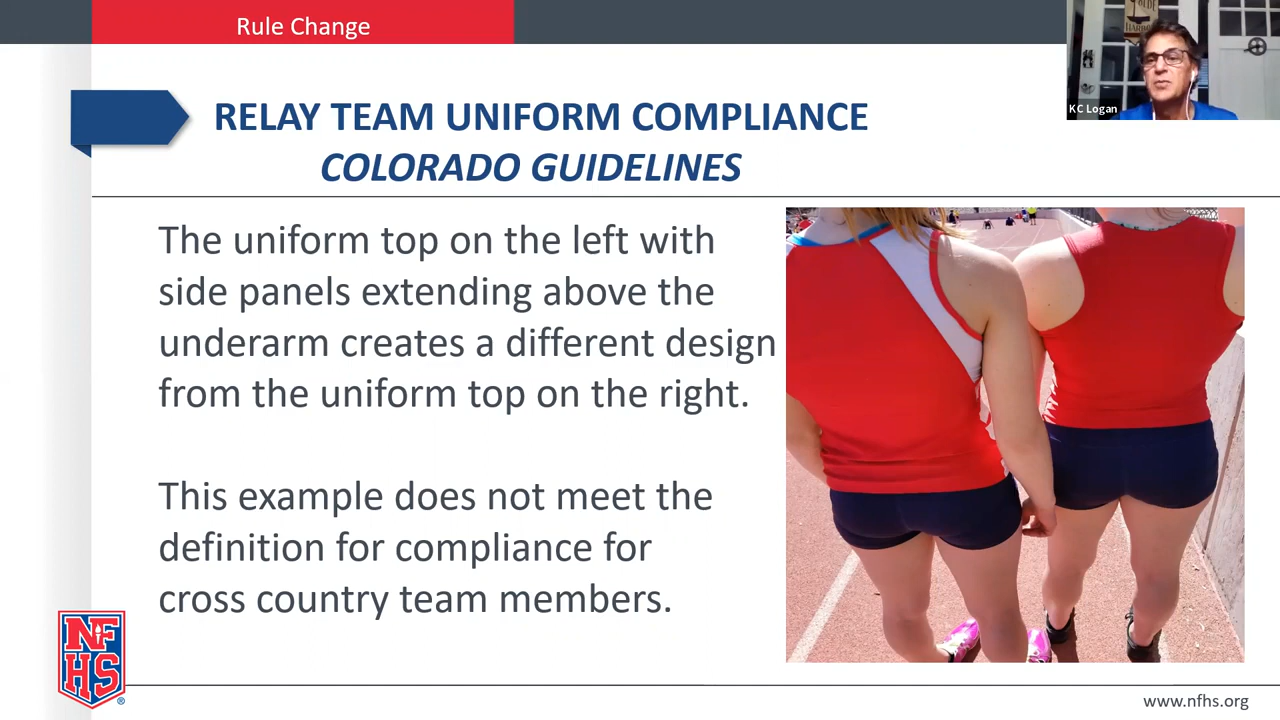 Rule Change
KC Logan
RELAY TEAM UNIFORM COMPLIANCE
COLORADO GUIDELINES
The uniform top on the left with
side panels extending above the
underarm creates a different design
from the uniform top on the right.
This example does not meet the
definition for compliance for
cross country team members.
NF
HS
®
www.nfhs.org